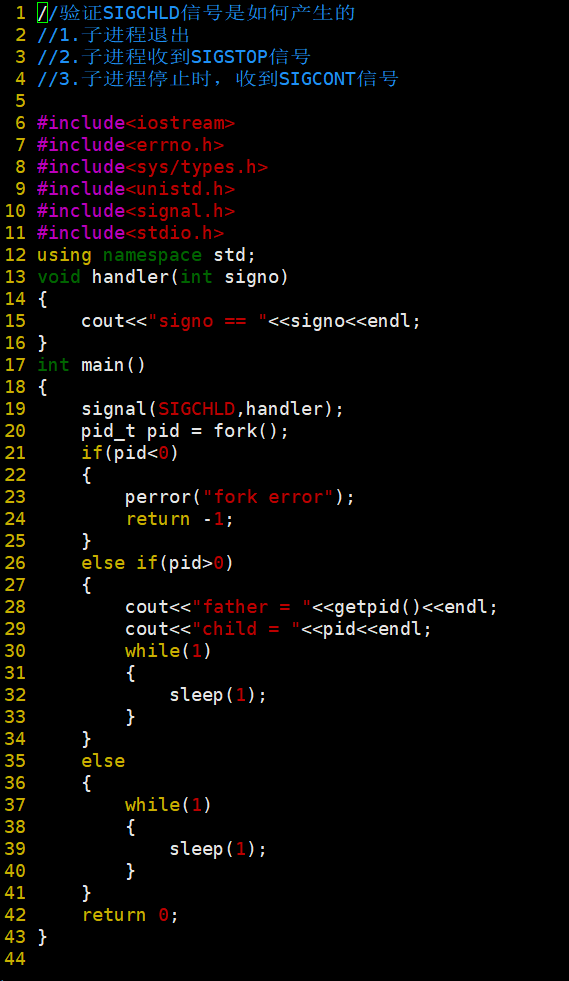 1 //验证SIGCHLD信号是如何产生的
2 //1.子进程退出
3 //2.子进程收到SIGSTOP信号
4 //3.子进程停止时，收到SIGCONT信号
5
6 #include<iostream>
7 #include<errno.h>
8 #include<sys/types.h>
9 #include<unistd.h>
10 #include<signal.h>
11 #include<stdio.h>
12 using namespace std;
13 void handler(int signo)
14 {
15     cout<<"signo == "<<signo<<endl;
16 }
17 int main()
18 {
19     signal(SIGCHLD,handler);
20     pid_t pid = fork();
21     if(pid<0)
22     {
23         perror("fork error");
24         return -1;
25     }
26     else if(pid>0)
27     {
28         cout<<"father = "<<getpid()<<endl;
29         cout<<"child = "<<pid<<endl;
30         while(1)
31         {
32             sleep(1);
33         }
34     }
35     else
36     {
37         while(1)
38         {
39             sleep(1);
40         }
41     }
42     return 0;
43 }
44